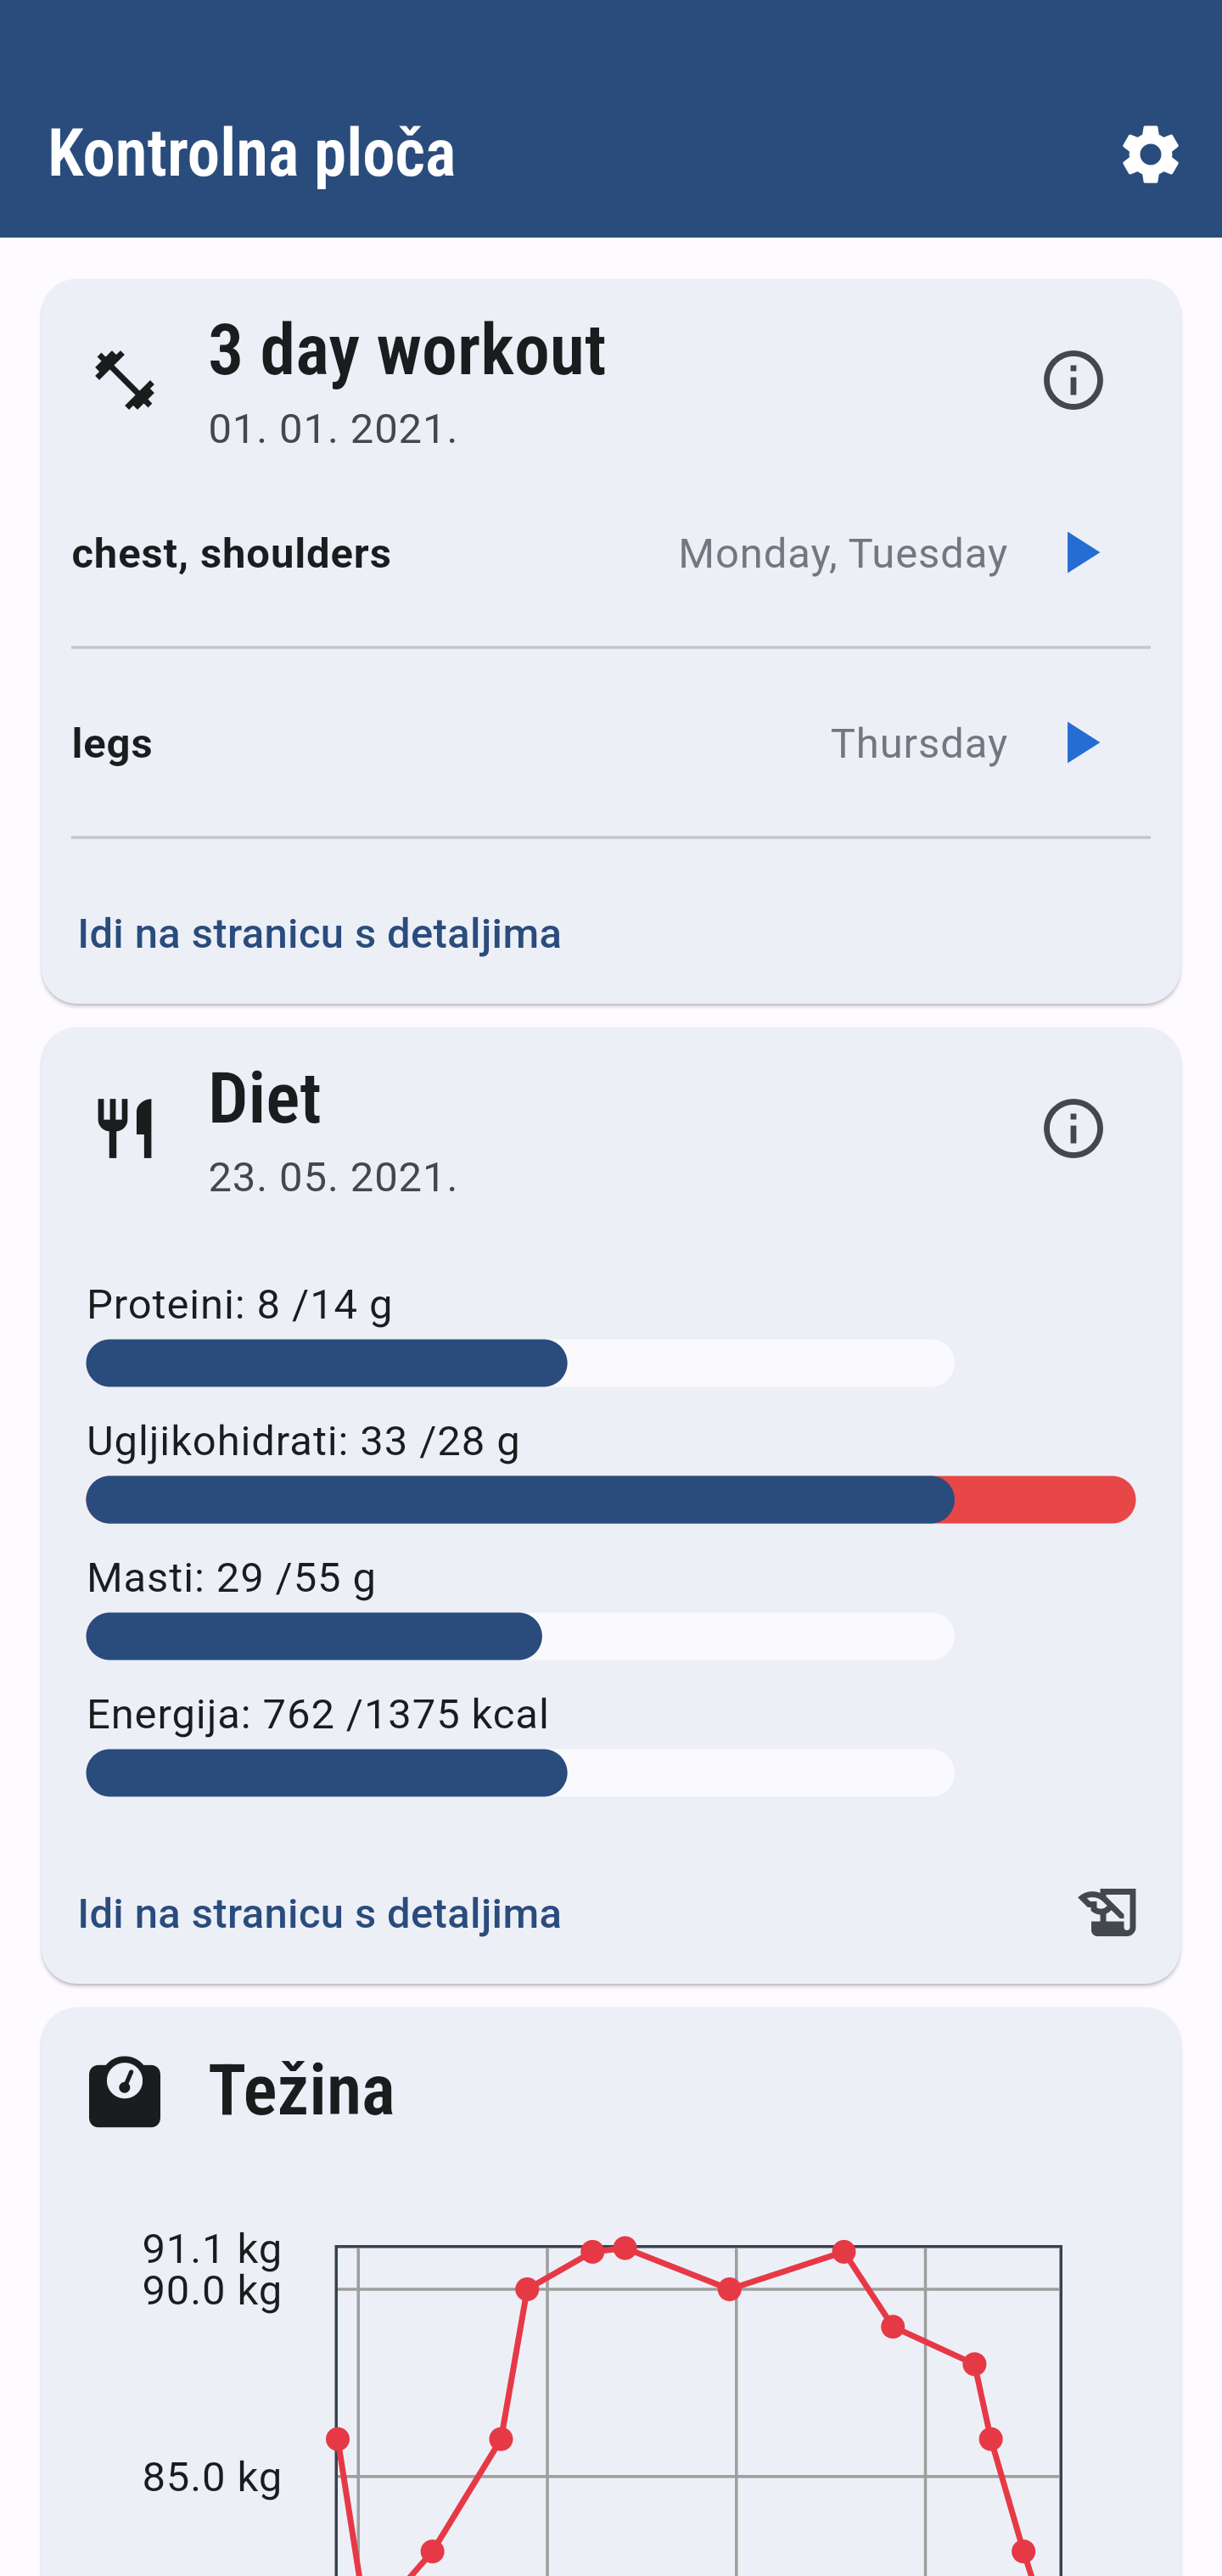 Kontrolna ploča
3 day workout
01. 01. 2021.
chest, shoulders Monday, Tuesday
legs Thursday
Idi na stranicu s detaljima
Diet
23. 05. 2021.
Proteini: 8 /14 g
Ugljikohidrati: 33 /28 g
Masti: 29 /55 g
Energija: 762 /1375 kcal
Idi na stranicu s detaljima
Težina
91.1 kg
90.0 kg
85.0 kg